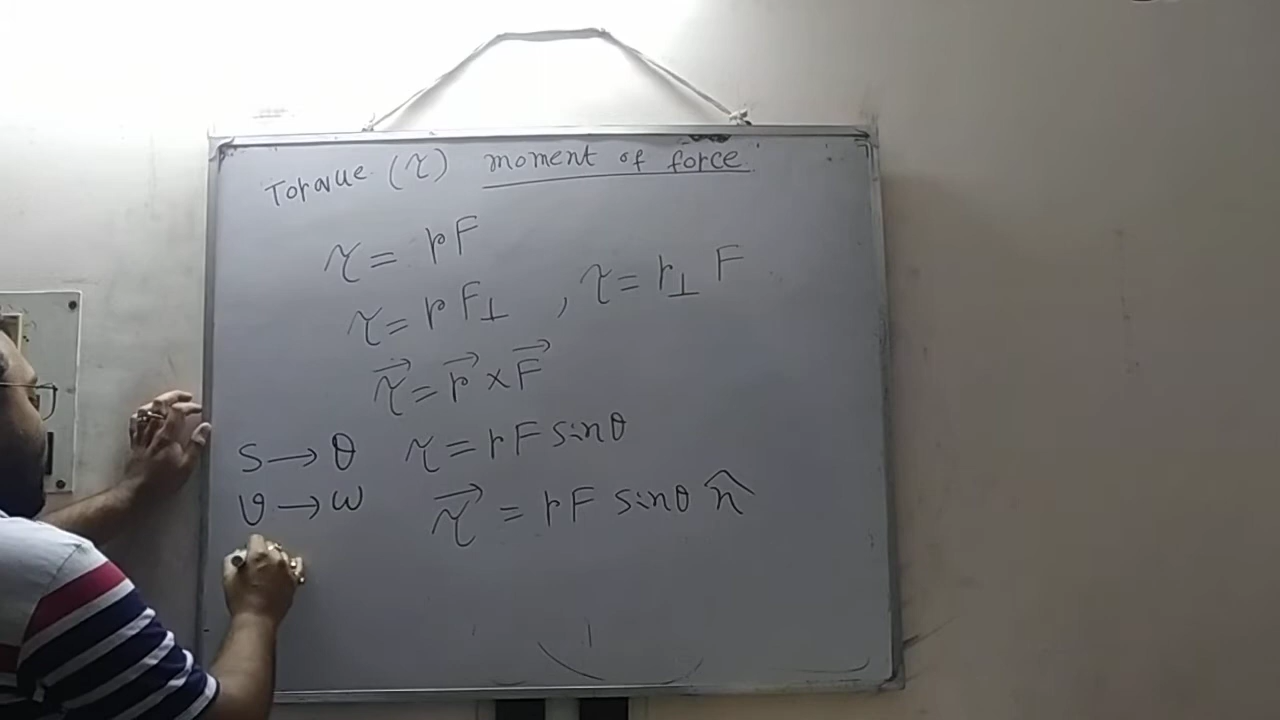 Torque (τ) moment of force
τ = rF
τ = rF⊥ , τ = r⊥ F
τ⃗ = r⃗ × F⃗
S → θ τ = rF sinθ
v → ω τ⃗ = rF sinθ n̂